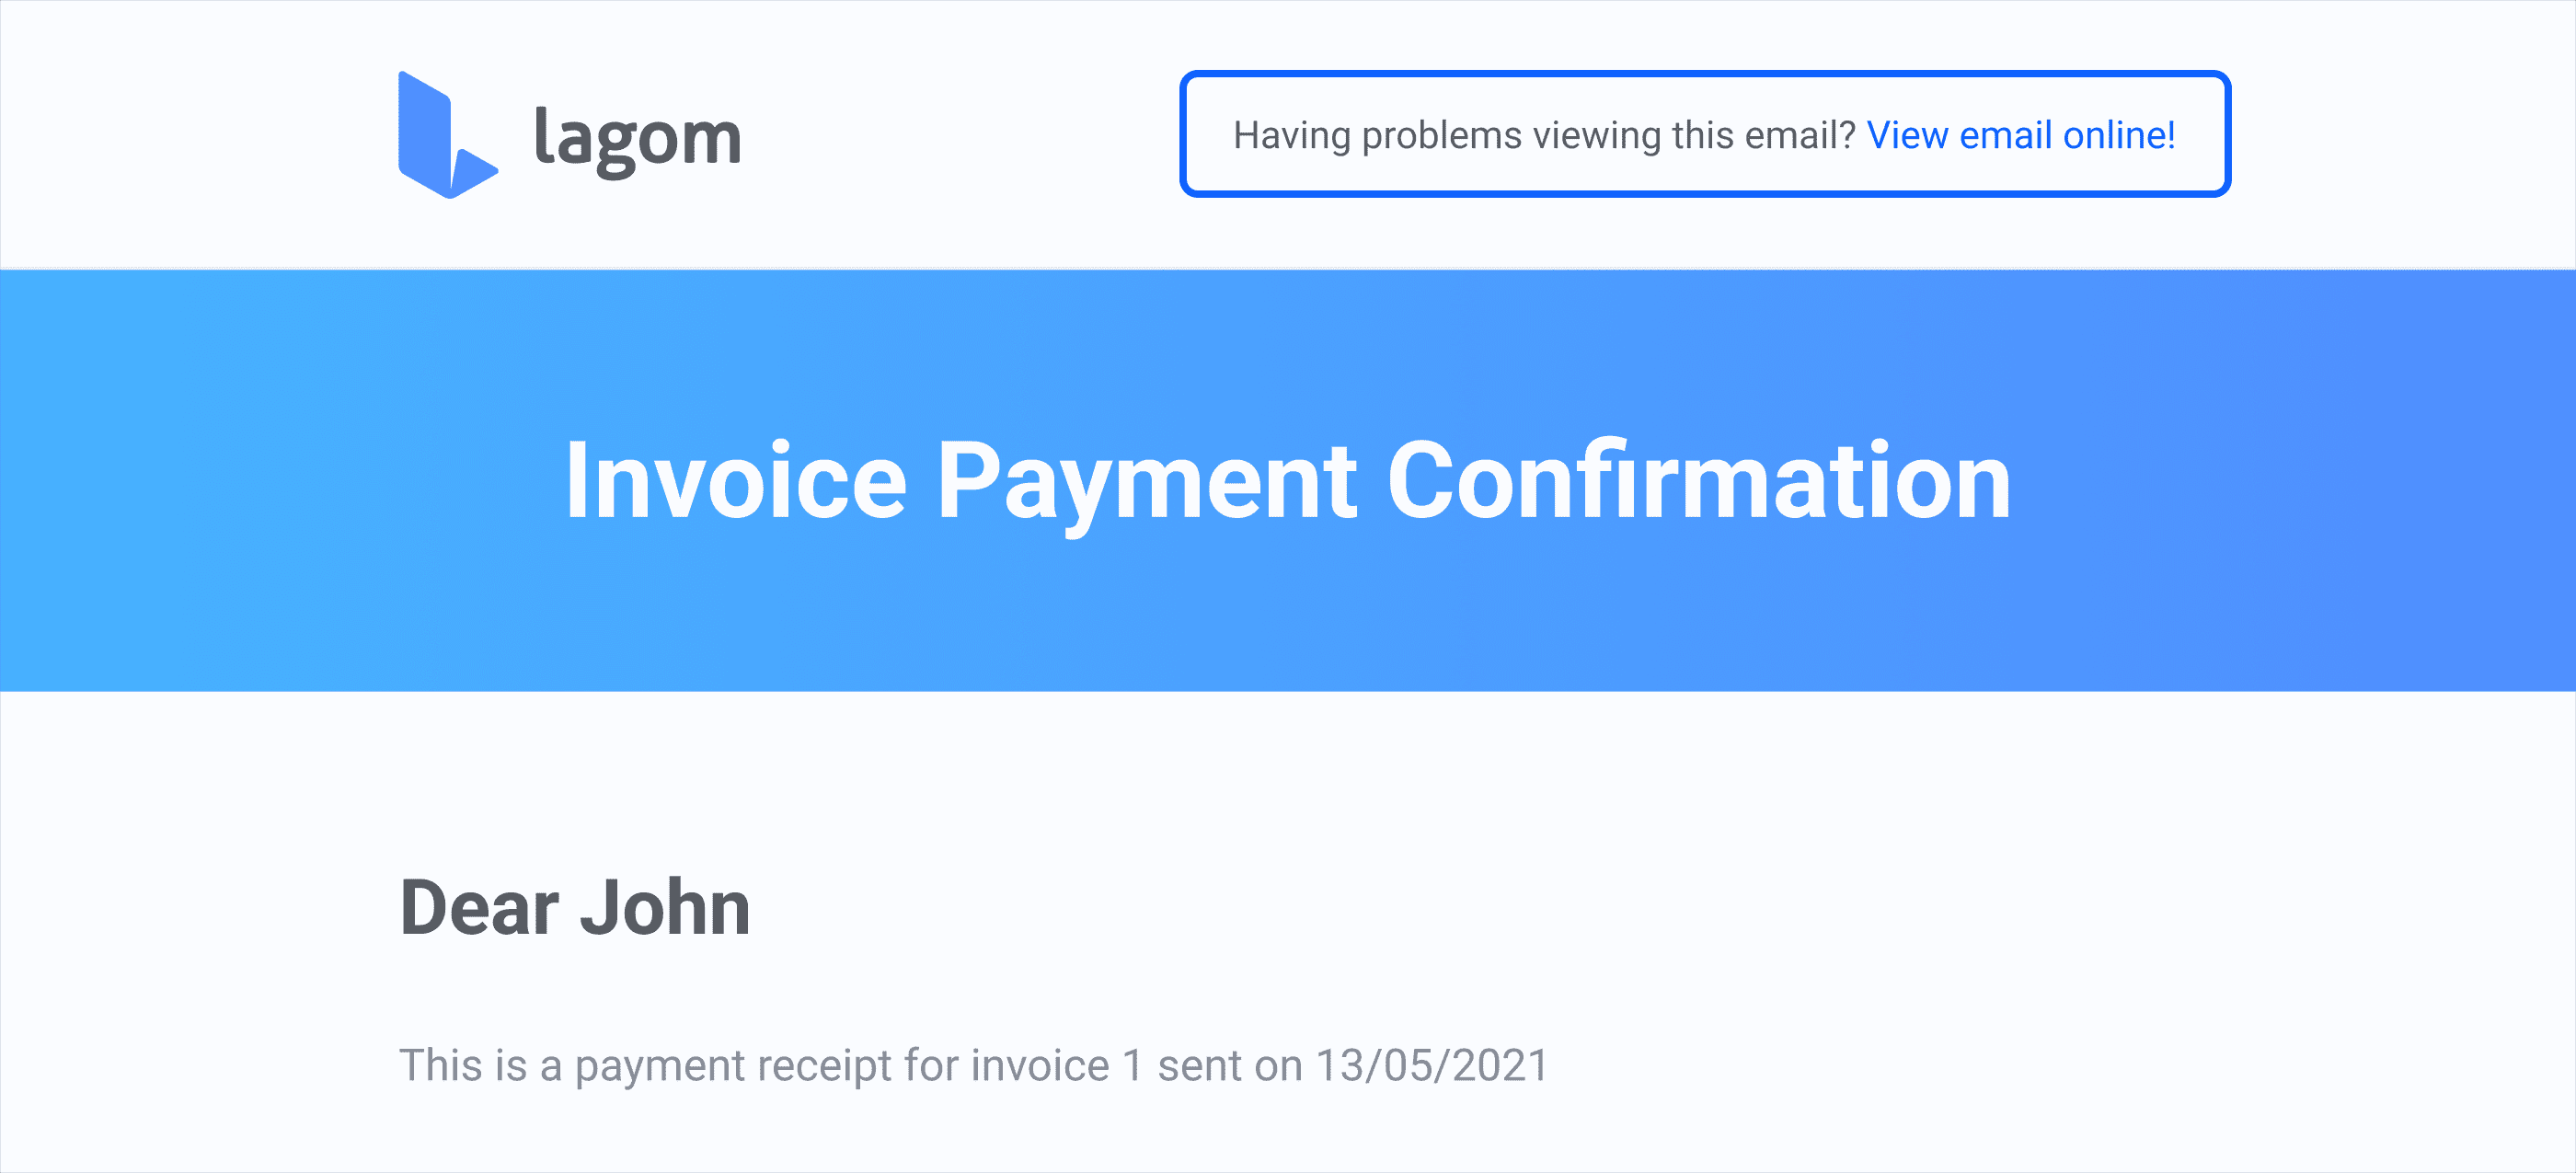 lagom
Having problems viewing this email? View email online!
Invoice Payment Confirmation
Dear John
This is a payment receipt for invoice 1 sent on 13/05/2021